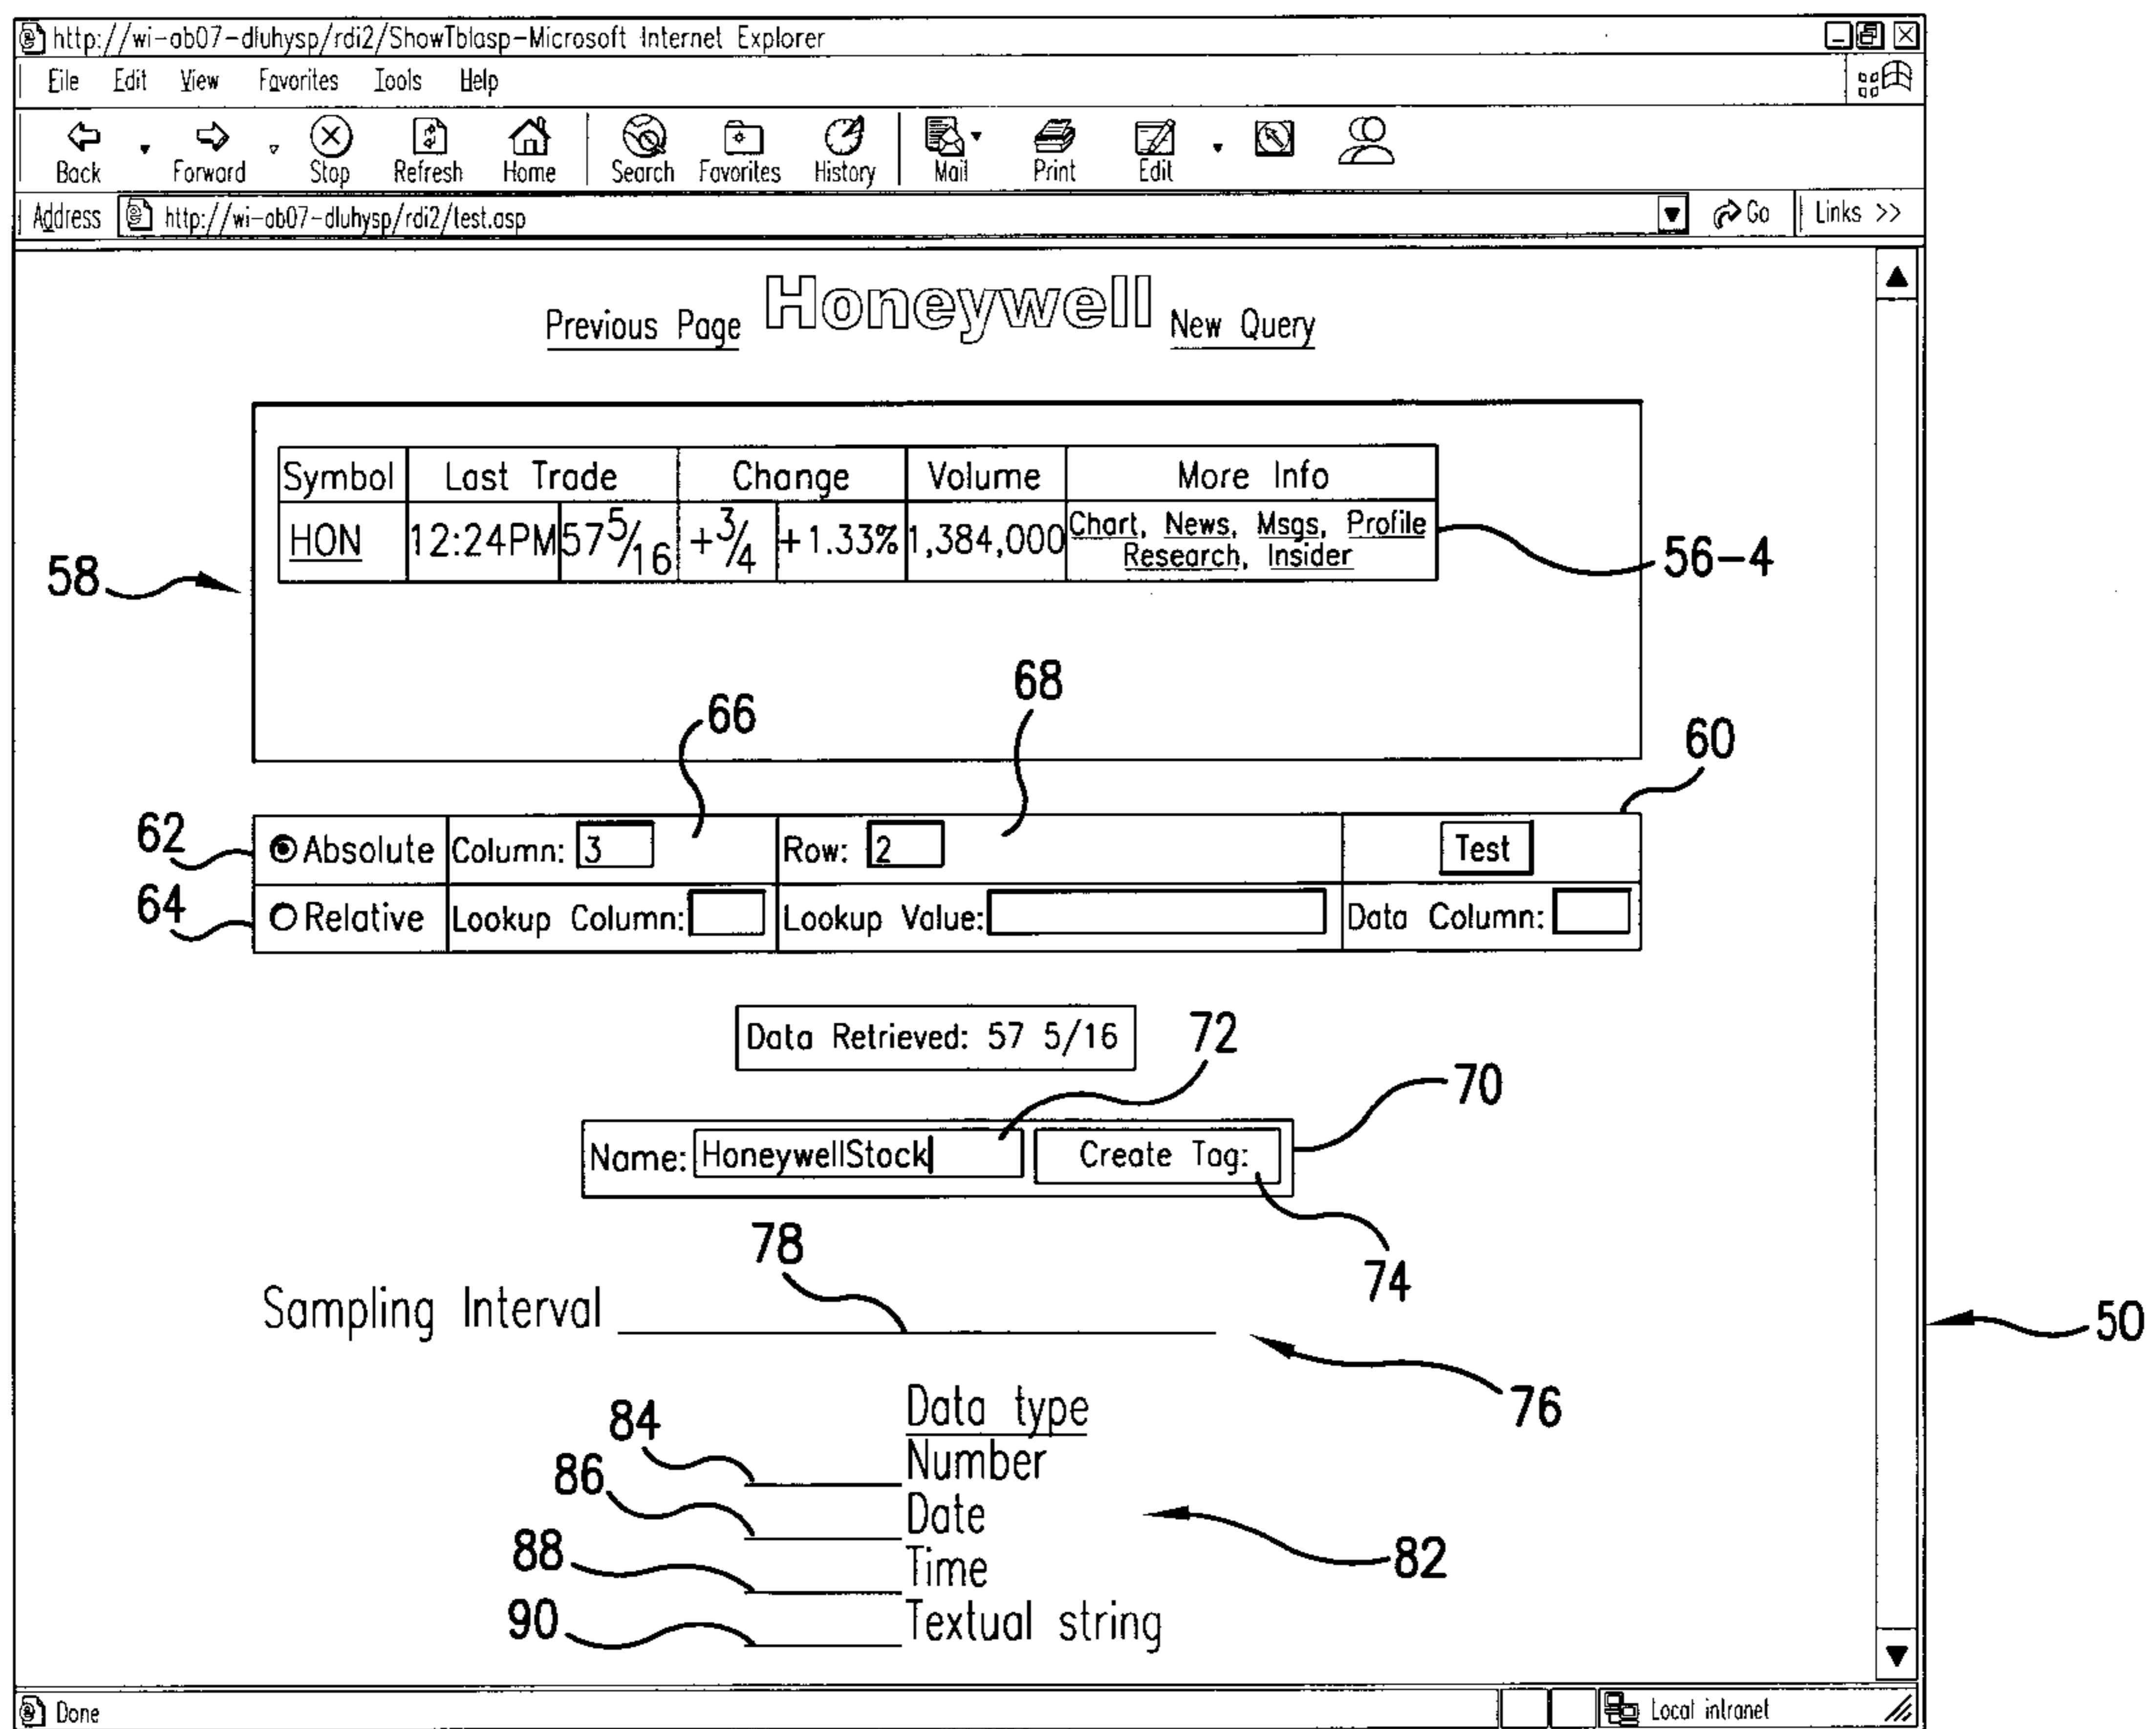 http://wi-ab07-dluhysp/rdi2/ShowTblasp-Microsoft Internet Explorer
File Edit View Favorites Tools Help
Back Forward Stop Refresh Home Search Favorites History Mail Print Edit
Address http://wi-ab07-dluhysp/rdi2/test.asp Go Links >>
Previous Page Honeywell New Query
Symbol Last Trade Change Volume More Info
HON 12:24PM 57 5/16 +3/4 +1.33% 1,384,000 Chart, News, Msgs, Profile
Research, Insider
56-4
58
66
68
60
62
Absolute Column: 3 Row: 2 Test
64
Relative Lookup Column: Lookup Value: Data Column:
Data Retrieved: 57 5/16
72
70
Name: HoneywellStock Create Tag:
74
78
Sampling Interval
50
76
Data type
84
Number
86
Date
82
88
Time
90
Textual string
Done Local intranet